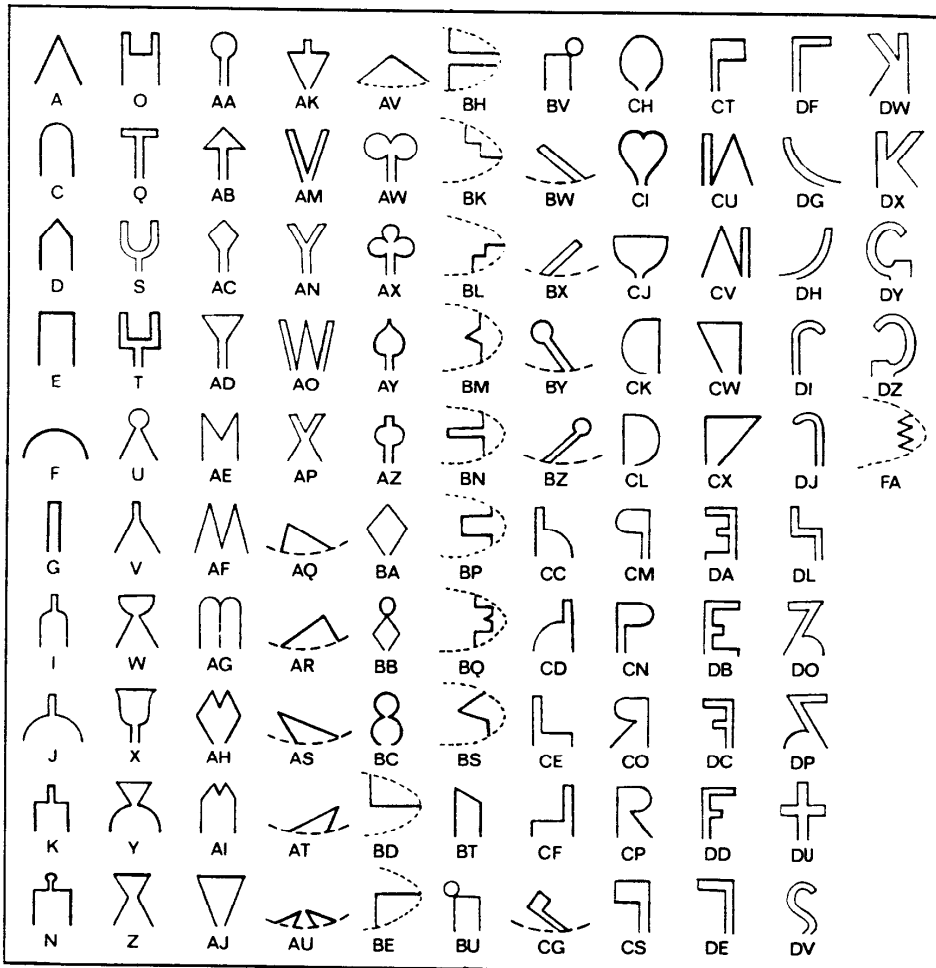 A O AA AK AV BH BV CH CT DF DW
C Q AB AM AW BK BW CI CU DG DX
D S AC AN AX BL BX CJ CV DH DY
E T AD AO AY BM BY CK CW DI DZ
F U AE AP AZ BN BZ CL CX DJ FA
G V AF AQ BA BP CC CM DA DL
I W AG AR BB BQ CD CN DB DO
J X AH AS BC BS CE CO DC DP
K Y AI AT BD BT CF CP DD DU
N Z AJ AU BE BU CG CS DE DV